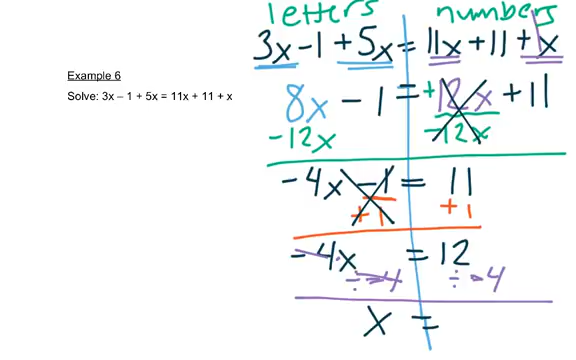 Example 6
Solve: 3x – 1 + 5x = 11x + 11 + x
letters numbers
3x - 1 + 5x = 11x + 11 + 1x
8x - 1 = +12x + 11
-12x -12x
-4x - 1 = 11
+ 1 + 1
-4x = 12
÷ -4 ÷ -4
x =